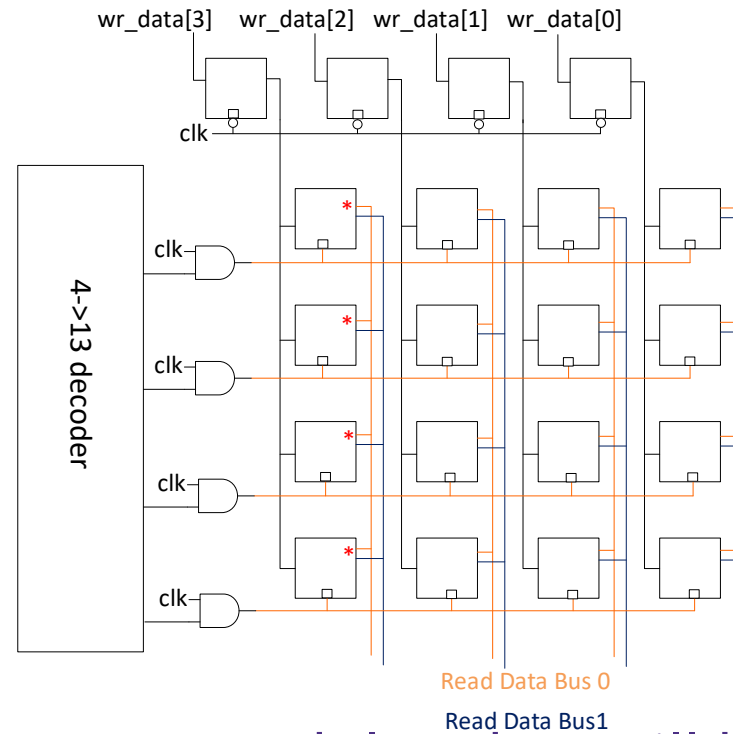 wr_data[3] wr_data[2] wr_data[1] wr_data[0]
clk
clk
*
4->13 decoder
clk
*
clk
*
clk
*
Read Data Bus 0
Read Data Bus1